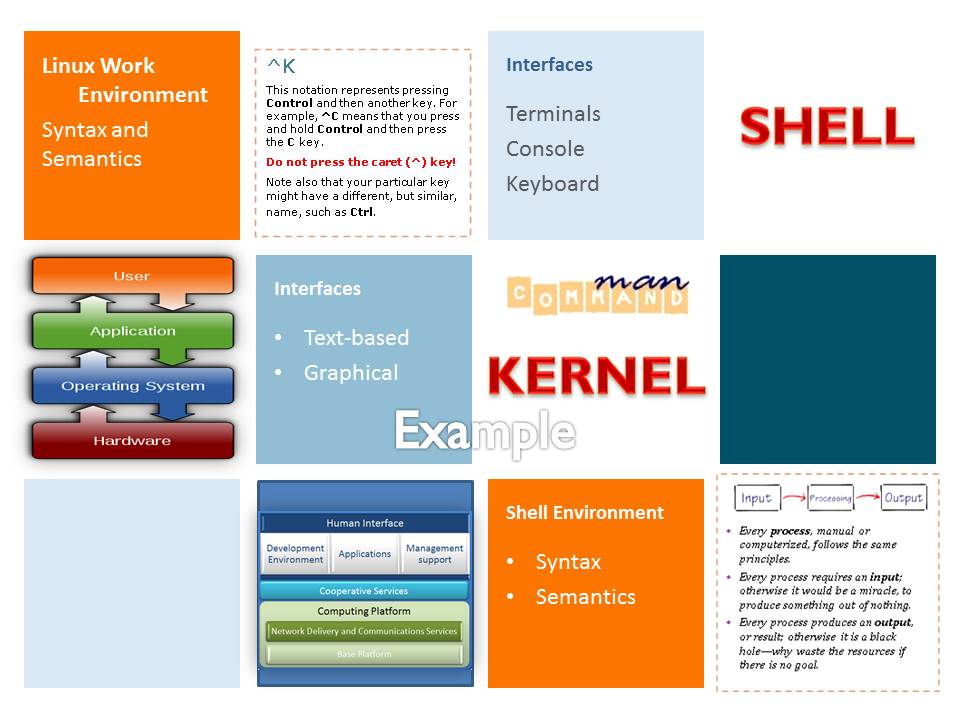 Linux Work
Environment
Syntax and
Semantics
^K
This notation represents pressing
Control and then another key. For
example, ^C means that you press
and hold Control and then press
the C key.
Do not press the caret (^) key!
Note also that your particular key
might have a different, but similar,
name, such as Ctrl.
Interfaces
Terminals
Console
Keyboard
SHELL
User
Application
Operating System
Hardware
Interfaces
• Text-based
• Graphical
man
COMMAND
KERNEL
Example
Human Interface
Development
Environment
Applications
Management
support
Cooperative Services
Computing Platform
Network Delivery and Communications Services
Base Platform
Shell Environment
• Syntax
• Semantics
Input Processing Output
• Every process, manual or
computerized, follows the same
principles.
• Every process requires an input;
otherwise it would be a miracle, to
produce something out of nothing.
• Every process produces an output,
or result; otherwise it is a black
hole—why waste the resources if
there is no goal.